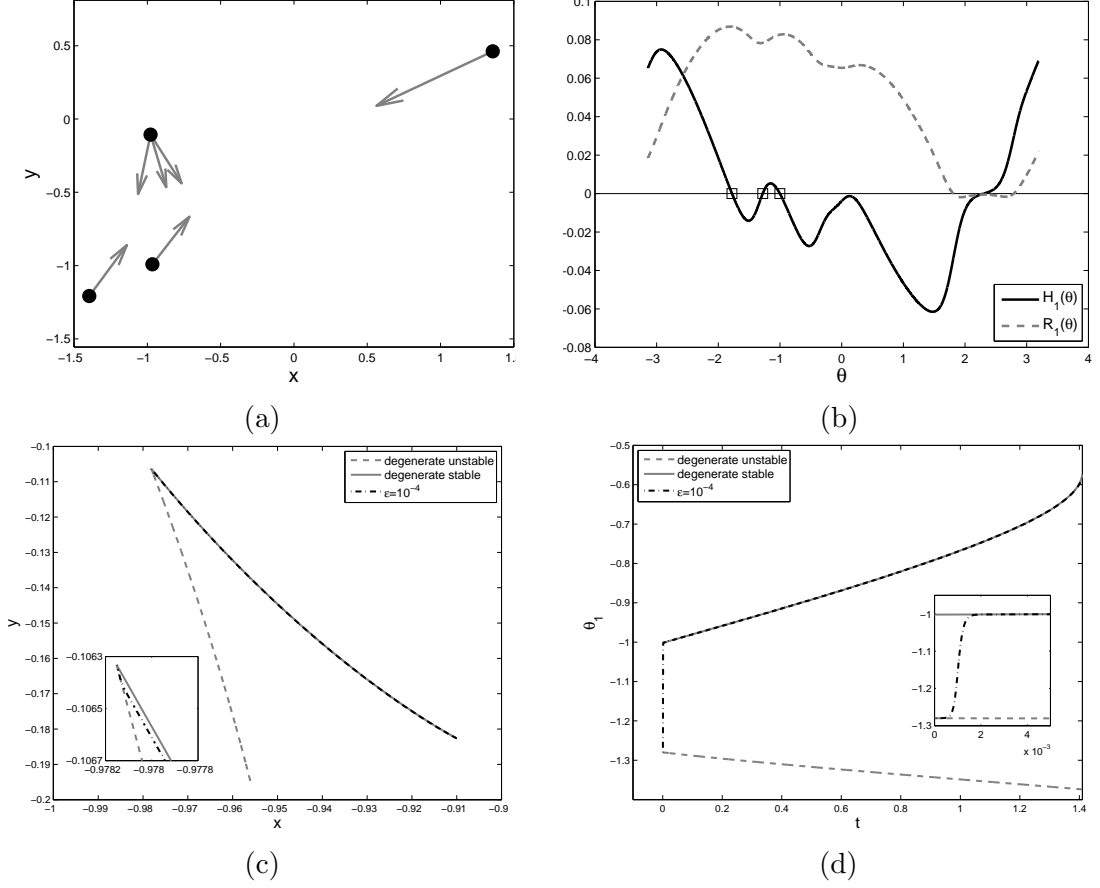 0.5
0
−0.5
−1
−1.5
y
−1.5 −1 −0.5 0 0.5 1 1.
x
(a)
0.1
0.08
0.06
0.04
0.02
0
−0.02
−0.04
−0.06
−0.08
−4 −3 −2 −1 0 1 2 3 4
θ
H₁(θ)
R₁(θ)
(b)
−0.1
−0.11
−0.12
−0.13
−0.14
−0.15
−0.16
−0.17
−0.18
−0.19
−0.2
y
degenerate unstable
degenerate stable
ε=10⁻⁴
−0.1063
−0.1065
−0.1067
−0.9782 −0.978 −0.9778
−1 −0.99 −0.98 −0.97 −0.96 −0.95 −0.94 −0.93 −0.92 −0.91 −0.9
x
(c)
−0.5
−0.6
−0.7
−0.8
−0.9
−1
−1.1
−1.2
−1.3
θ₁
degenerate unstable
degenerate stable
ε=10⁻⁴
−1
−1.1
−1.2
−1.3
0 2 4
x 10⁻³
0 0.2 0.4 0.6 0.8 1 1.2 1.4
t
(d)